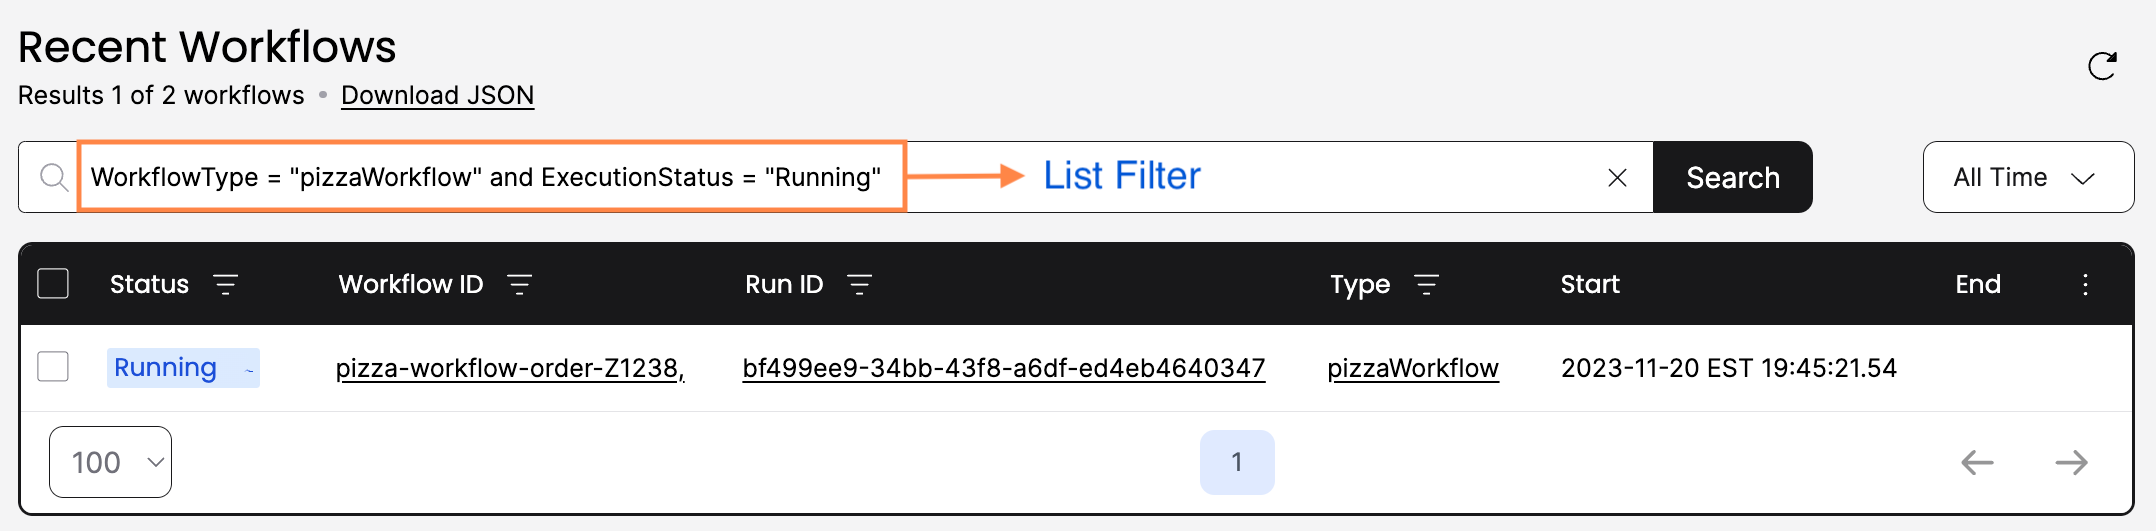 Recent Workflows
Results 1 of 2 workflows • Download JSON
WorkflowType = "pizzaWorkflow" and ExecutionStatus = "Running" List Filter Search All Time
Status Workflow ID Run ID Type Start End
Running pizza-workflow-order-Z1238, bf499ee9-34bb-43f8-a6df-ed4eb4640347 pizzaWorkflow 2023-11-20 EST 19:45:21.54
100 1